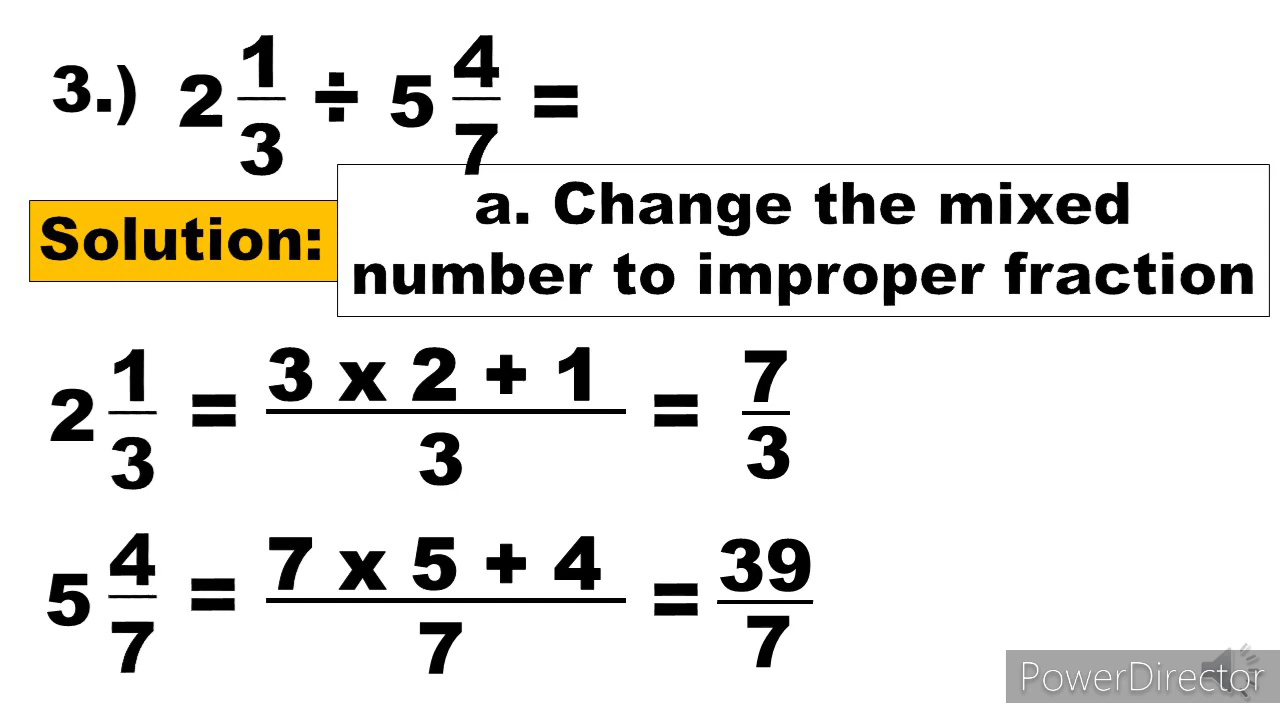 3.) 2 1/3 ÷ 5 4/7 =
Solution:
a. Change the mixed
number to improper fraction
2 1/3 = 3 x 2 + 1/3 = 7/3
5 4/7 = 7 x 5 + 4/7 = 39/7
PowerDirector